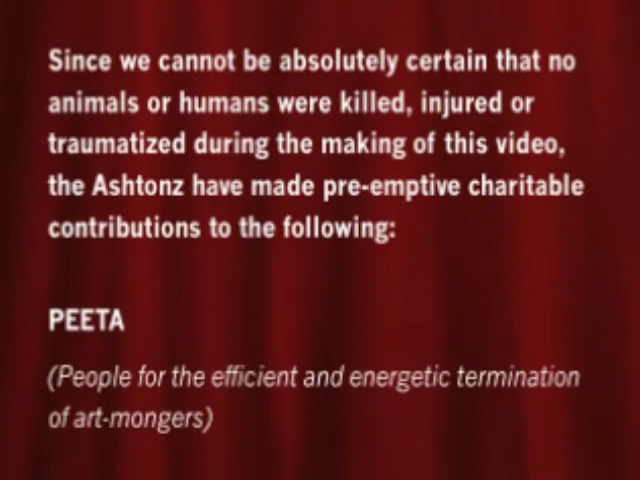 Since we cannot be absolutely certain that no
animals or humans were killed, injured or
traumatized during the making of this video,
the Ashtonz have made pre-emptive charitable
contributions to the following:
PEETA
(People for the efficient and energetic termination
of art-mongers)